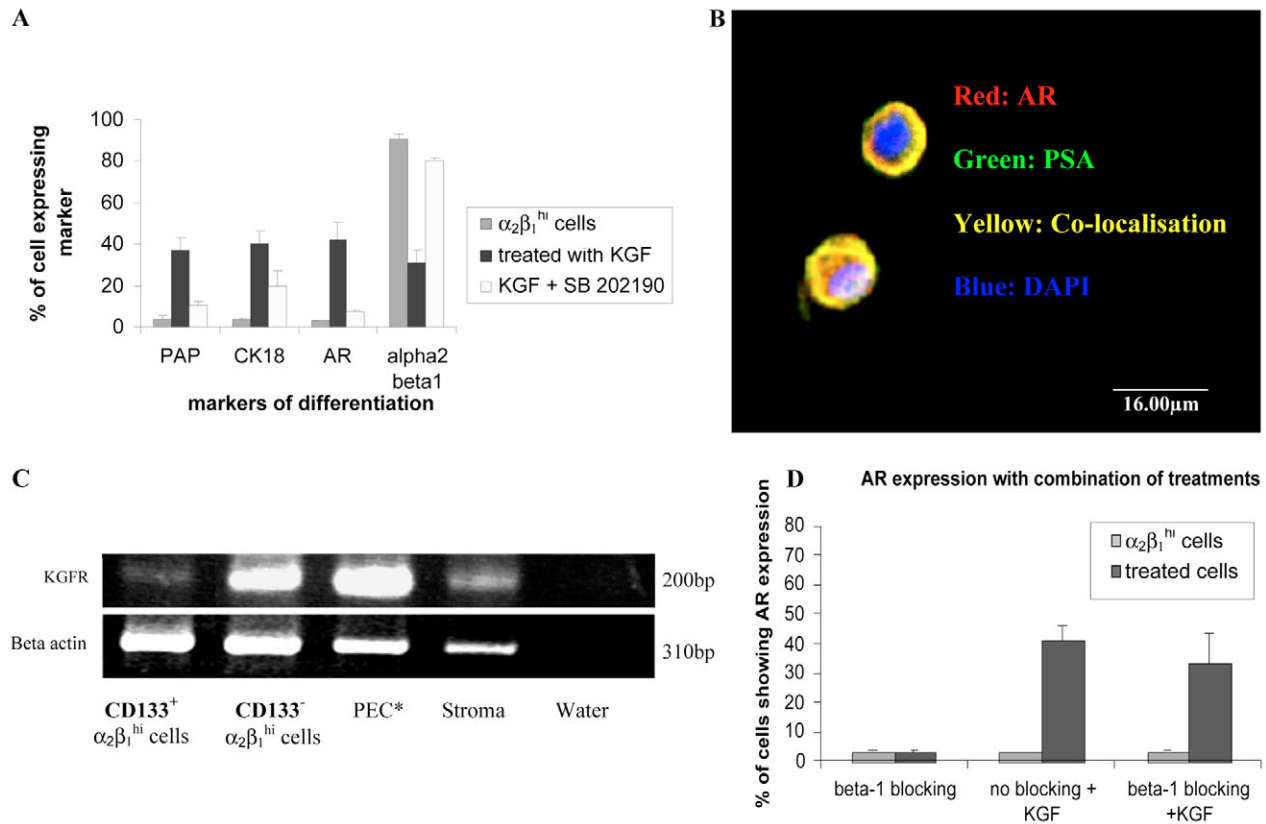 A
% of cell expressing
marker
100
80
60
40
20
0
PAP
CK18
AR
alpha2
beta1
markers of differentiation
α₂β₁ʰⁱ cells
treated with KGF
KGF + SB 202190
B
Red: AR
Green: PSA
Yellow: Co-localisation
Blue: DAPI
16.00µm
C
KGFR
200bp
Beta actin
310bp
CD133⁺
α₂β₁ʰⁱ cells
CD133⁻
α₂β₁ʰⁱ cells
PEC*
Stroma
Water
D
AR expression with combination of treatments
% of cells showing AR expression
80
70
60
50
40
30
20
10
0
α₂β₁ʰⁱ cells
treated cells
beta-1 blocking
no blocking +
KGF
beta-1 blocking
+KGF